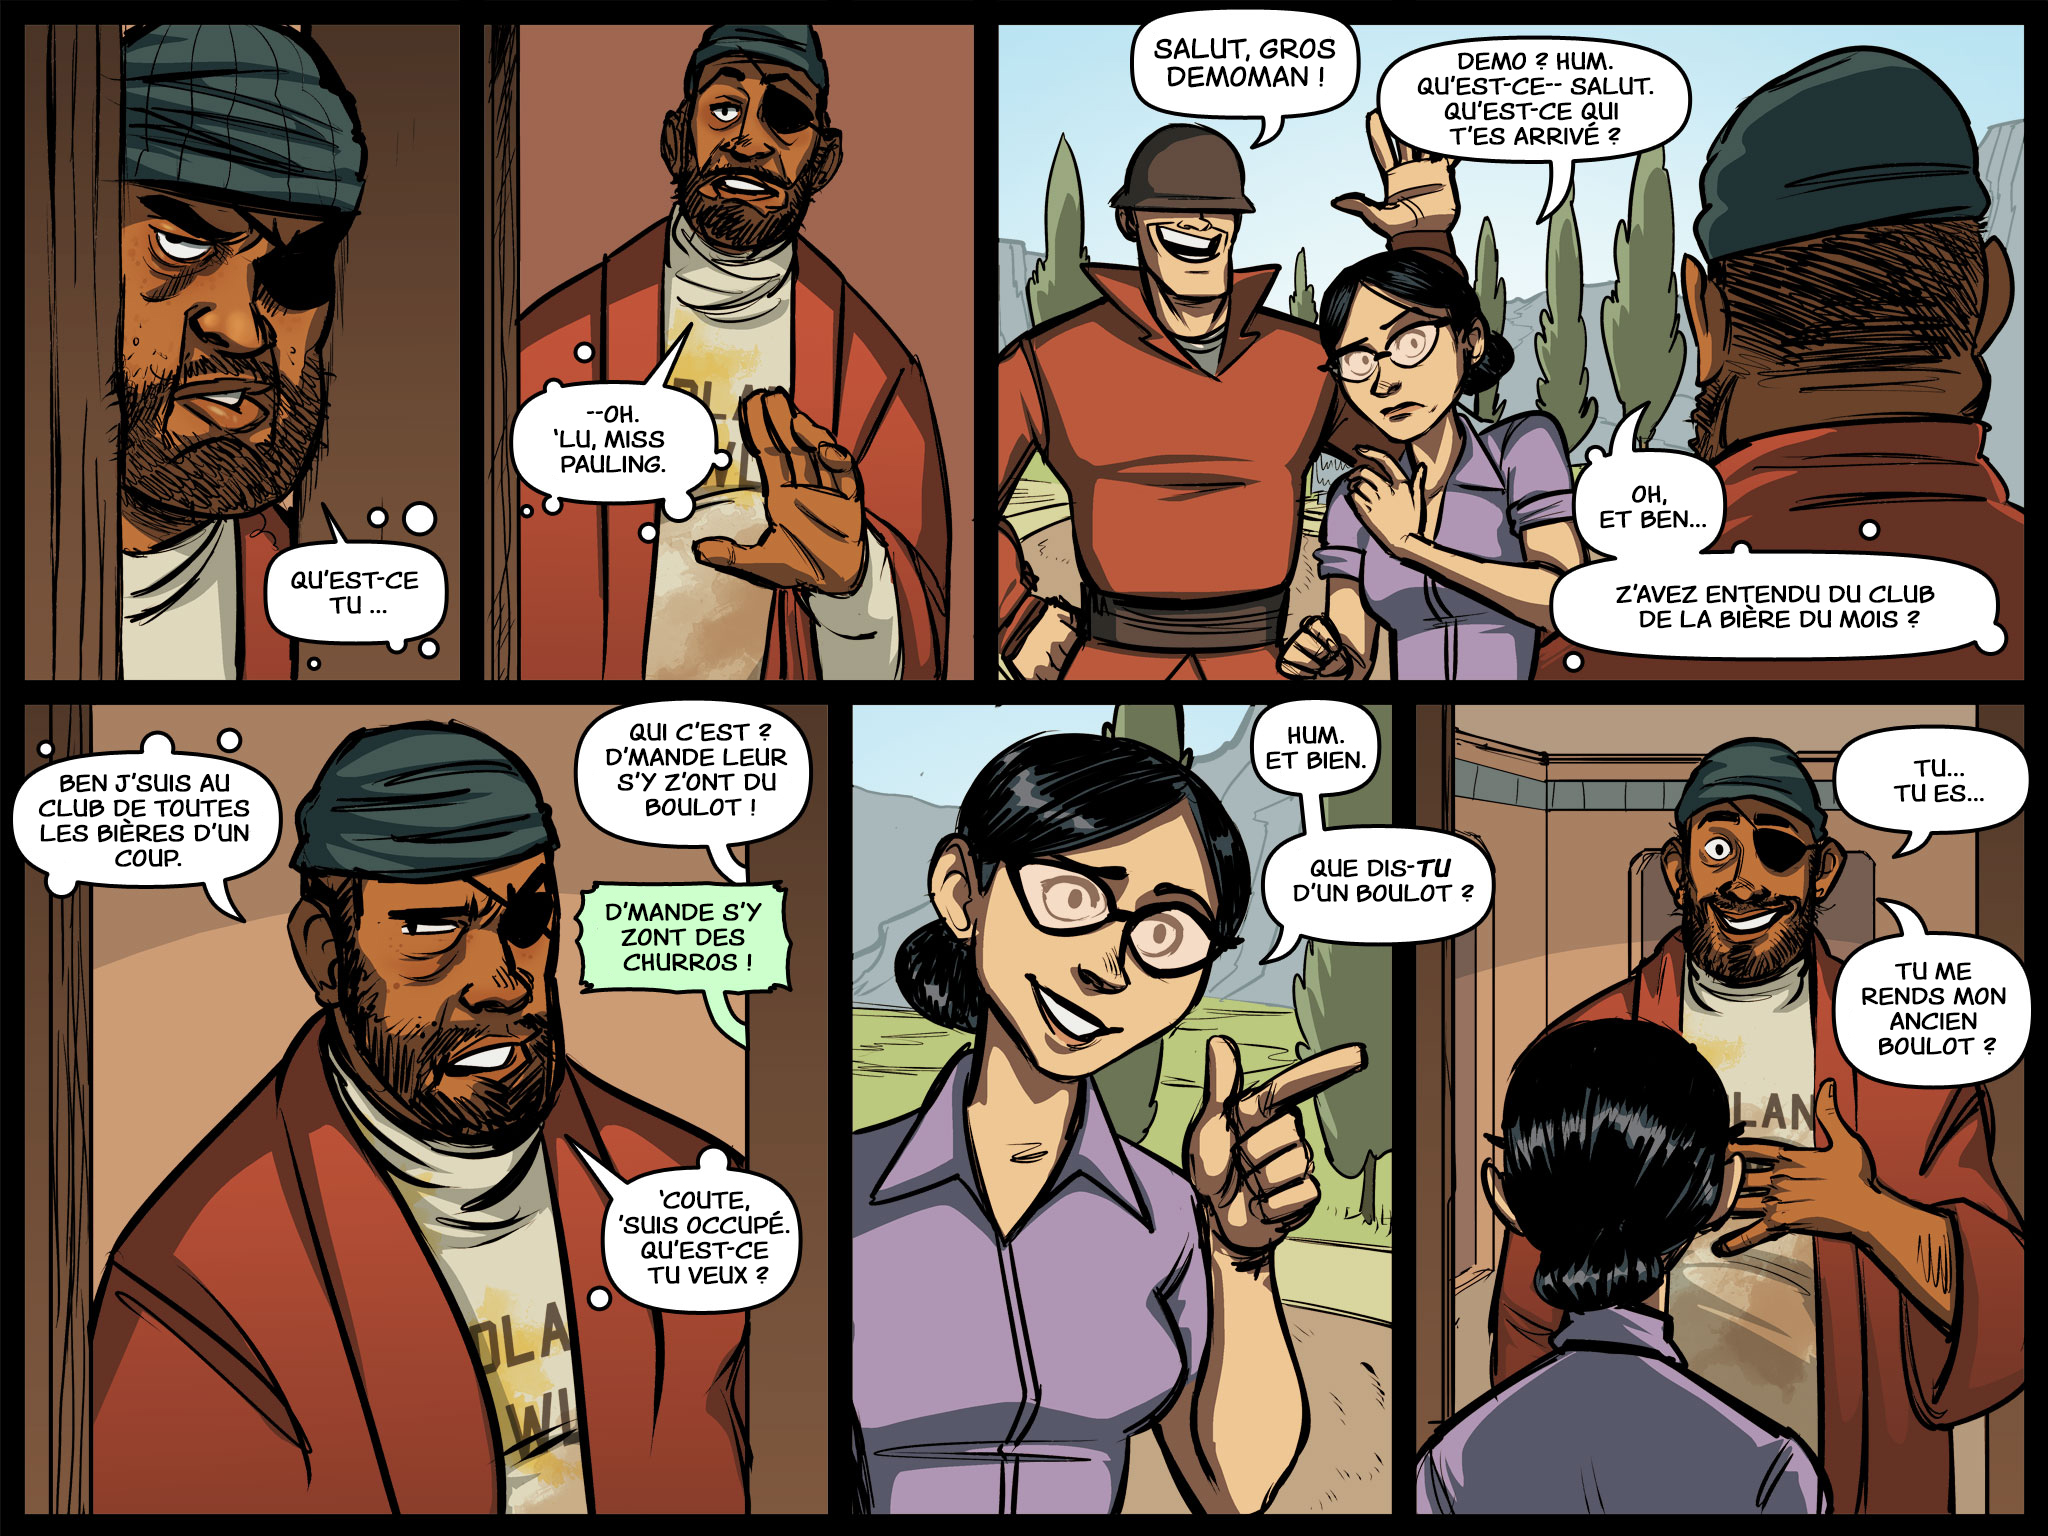 QU'EST-CE
TU ...
--OH.
'LU, MISS
PAULING.
PLA
W
SALUT, GROS
DEMOMAN !
DEMO ? HUM.
QU'EST-CE-- SALUT.
QU'EST-CE QUI
T'ES ARRIVÉ ?
OH,
ET BEN...
Z'AVEZ ENTENDU DU CLUB
DE LA BIÈRE DU MOIS ?
BEN J'SUIS AU
CLUB DE TOUTES
LES BIÈRES D'UN
COUP.
QUI C'EST ?
D'MANDE LEUR
S'Y Z'ONT DU
BOULOT !
D'MANDE S'Y
ZONT DES
CHURROS !
'COUTE,
'SUIS OCCUPÉ.
QU'EST-CE
TU VEUX ?
DLA
WL
HUM.
ET BIEN.
QUE DIS-TU
D'UN BOULOT ?
TU...
TU ES...
TU ME
RENDS MON
ANCIEN
BOULOT ?
LAN